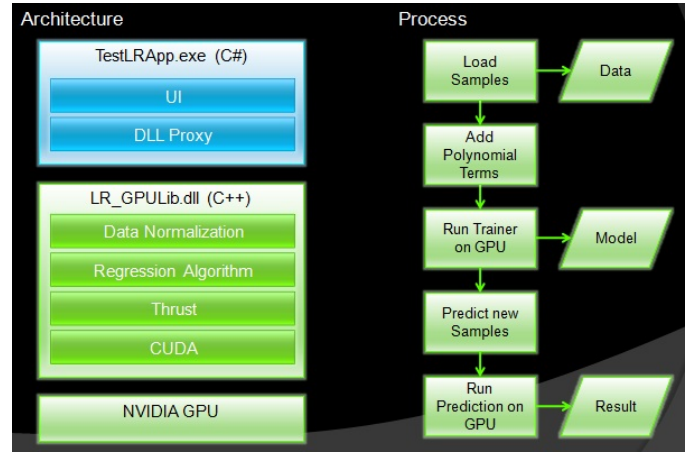 Architecture
TestLRApp.exe (C#)
UI
DLL Proxy
LR_GPULib.dll (C++)
Data Normalization
Regression Algorithm
Thrust
CUDA
NVIDIA GPU
Process
Load
Samples
Data
Add
Polynomial
Terms
Run Trainer
on GPU
Model
Predict new
Samples
Run
Prediction on
GPU
Result